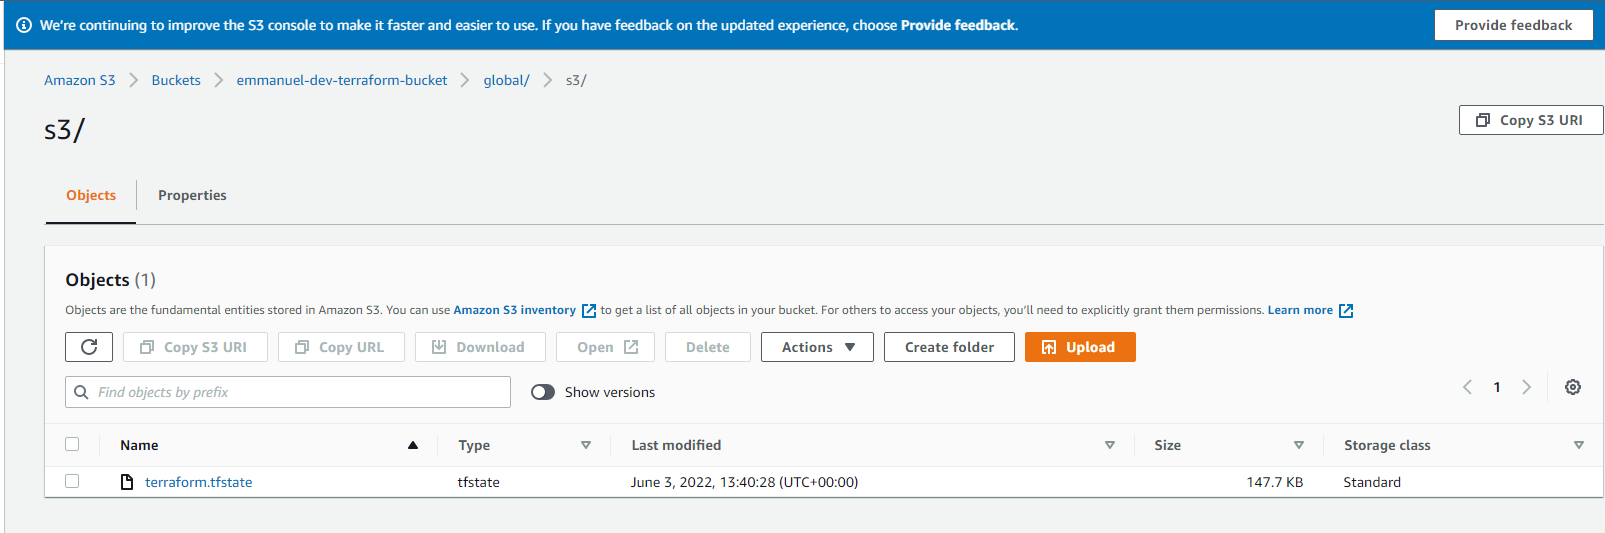 We're continuing to improve the S3 console to make it faster and easier to use. If you have feedback on the updated experience, choose Provide feedback. Provide feedback
Amazon S3 Buckets emmanuel-dev-terraform-bucket global/ s3/
s3/
Copy S3 URI
Objects Properties
Objects (1)
Objects are the fundamental entities stored in Amazon S3. You can use Amazon S3 inventory to get a list of all objects in your bucket. For others to access your objects, you'll need to explicitly grant them permissions. Learn more
Copy S3 URI Copy URL Download Open Delete Actions Create folder Upload
Find objects by prefix Show versions 1
Name Type Last modified Size Storage class
terraform.tfstate tfstate June 3, 2022, 13:40:28 (UTC+00:00) 147.7 KB Standard